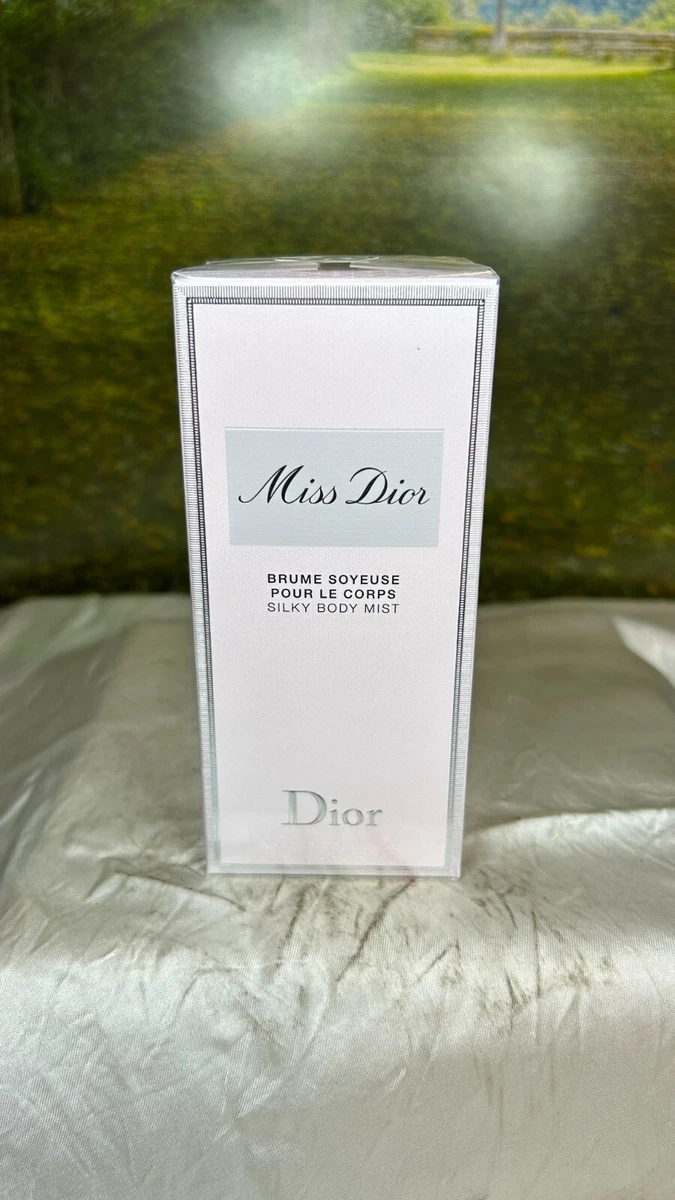 Miss Dior
BRUME SOYEUSE
POUR LE CORPS
SILKY BODY MIST
Dior